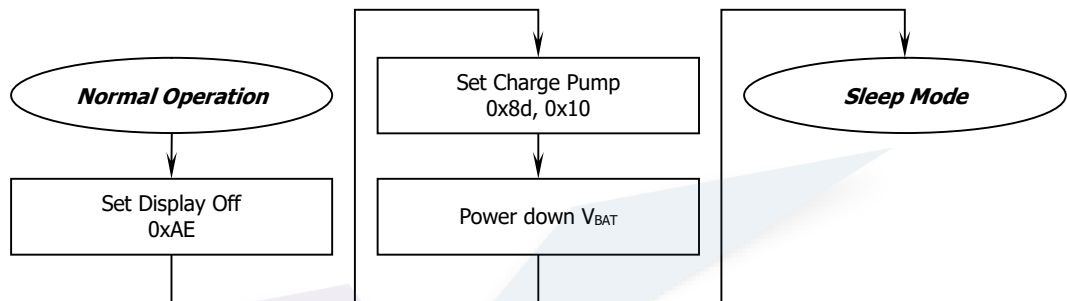 Normal Operation
Set Display Off
0xAE
Set Charge Pump
0x8d, 0x10
Power down VBAT
Sleep Mode